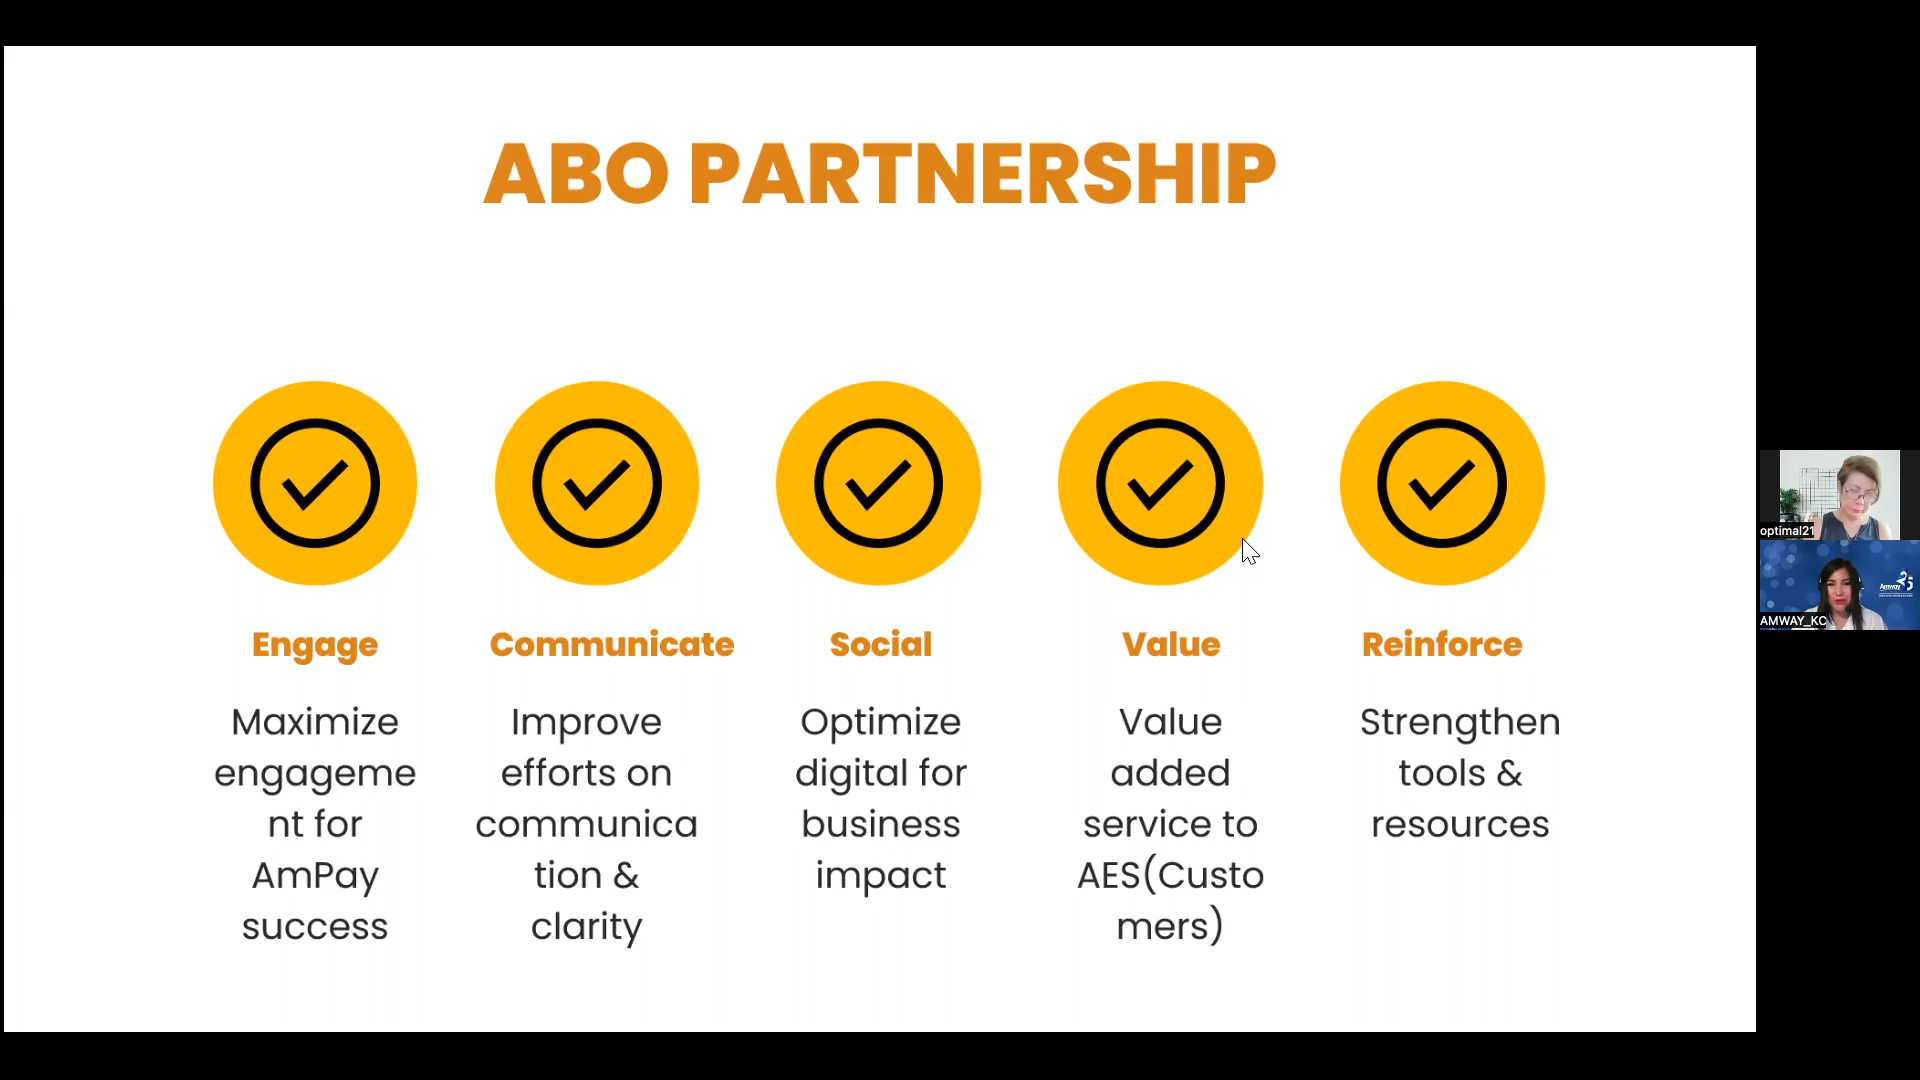 ABO PARTNERSHIP
Engage
Maximize
engageme
nt for
AmPay
success
Communicate
Improve
efforts on
communica
tion &
clarity
Social
Optimize
digital for
business
impact
Value
Value
added
service to
AES(Custo
mers)
Reinforce
Strengthen
tools &
resources
optimal21
Amway
AMWAY_KC